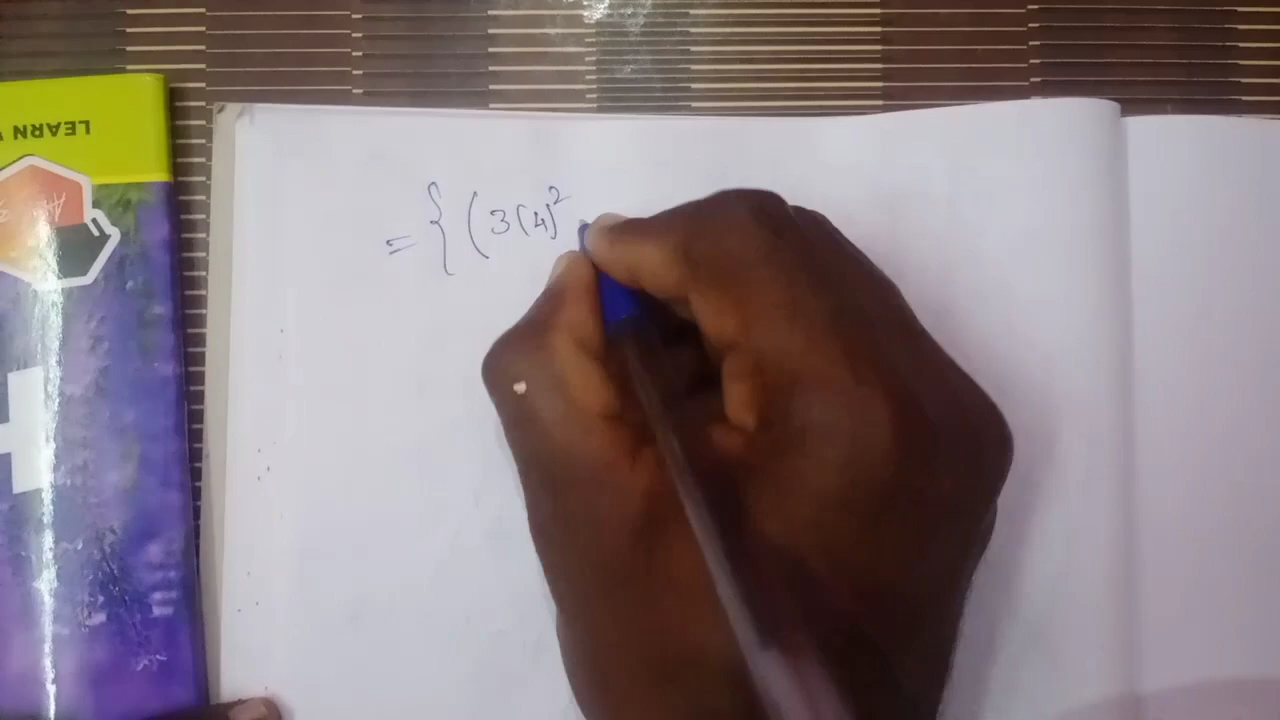 = { (3(4)²
LEARN